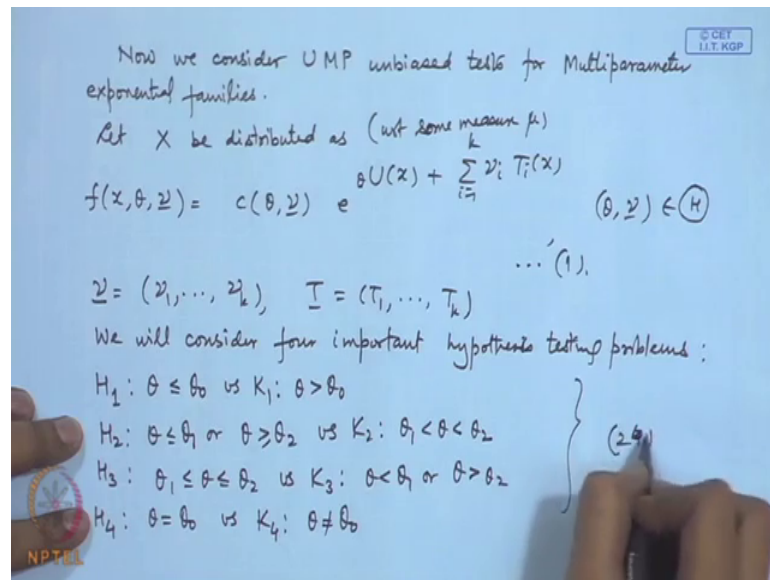 © CET
I.I.T. KGP
Now we consider UMP unbiased tests for Multiparameter
exponential families.
Let X be distributed as (wrt some measure μ)
f(x,θ,ν) = c(θ,ν) e^{θU(x) + Σ_{i=1}^{k} ν_i T_i(x)} (θ,ν) ∈ Ⓗ
...(1).
ν = (ν_1,...,ν_k), T = (T_1,...,T_k)
We will consider four important hypothesis testing problems :
H_1 : θ ≤ θ_0 vs K_1 : θ > θ_0
H_2 : θ ≤ θ_1 or θ ≥ θ_2 vs K_2 : θ_1 < θ < θ_2
H_3 : θ_1 ≤ θ ≤ θ_2 vs K_3 : θ < θ_1 or θ > θ_2
(2
H_4 : θ = θ_0 vs K_4 : θ ≠ θ_0
NPTEL